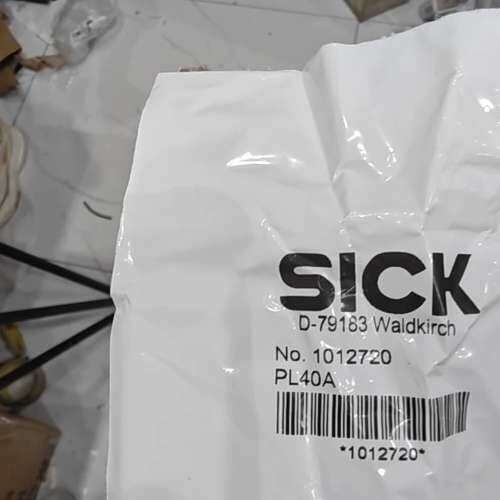 SICK
D-79183 Waldkirch
No. 1012720
PL40A
*1012720*